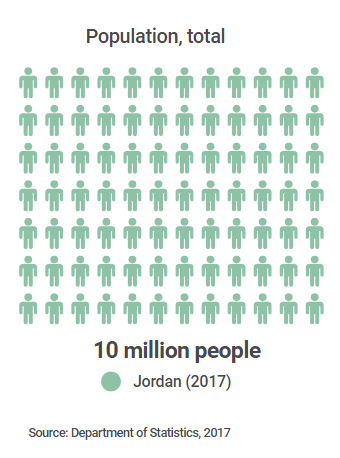 Population, total
10 million people
Jordan (2017)
Source: Department of Statistics, 2017